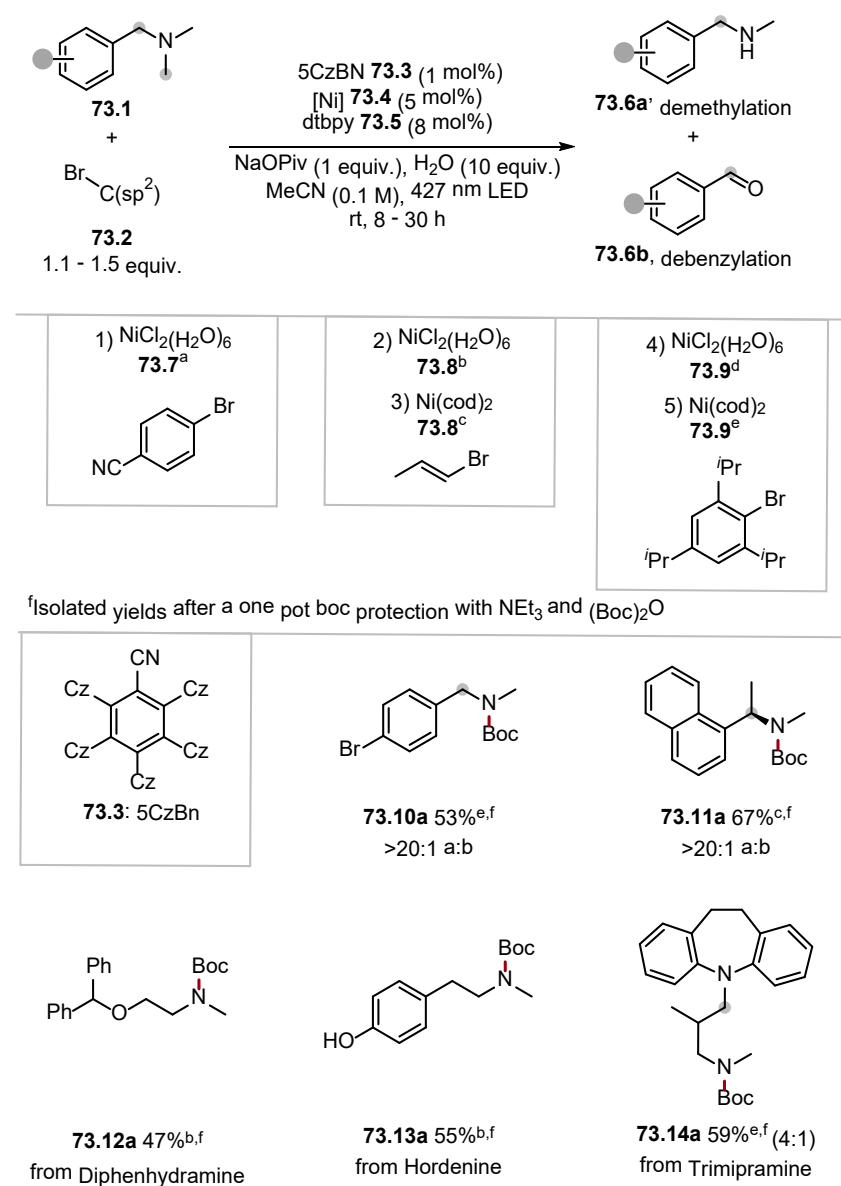 N
73.1
+
Br
C(sp²)
73.2
1.1 - 1.5 equiv.
5CzBN 73.3 (1 mol%)
[Ni] 73.4 (5 mol%)
dtbpy 73.5 (8 mol%)
NaOPiv (1 equiv.), H₂O (10 equiv.)
MeCN (0.1 M), 427 nm LED
rt, 8 - 30 h
N
H
73.6a, demethylation
+
O
73.6b, debenzylation
1) NiCl₂(H₂O)₆
73.7ᵃ
Br
NC
2) NiCl₂(H₂O)₆
73.8ᵇ
3) Ni(cod)₂
73.8ᶜ
Br
4) NiCl₂(H₂O)₆
73.9ᵈ
5) Ni(cod)₂
73.9ᵉ
ⁱPr
Br
ⁱPr
ⁱPr
ᶠIsolated yields after a one pot boc protection with NEt₃ and (Boc)₂O
CN
Cz
Cz
Cz
Cz
Cz
73.3: 5CzBn
N
Boc
Br
73.10a 53%ᵉ,ᶠ
>20:1 a:b
N
Boc
73.11a 67%ᶜ,ᶠ
>20:1 a:b
Ph
Ph
O
Boc
N
73.12a 47%ᵇ,ᶠ
from Diphenhydramine
Boc
N
HO
73.13a 55%ᵇ,ᶠ
from Hordenine
N
N
Boc
73.14a 59%ᵉ,ᶠ (4:1)
from Trimipramine